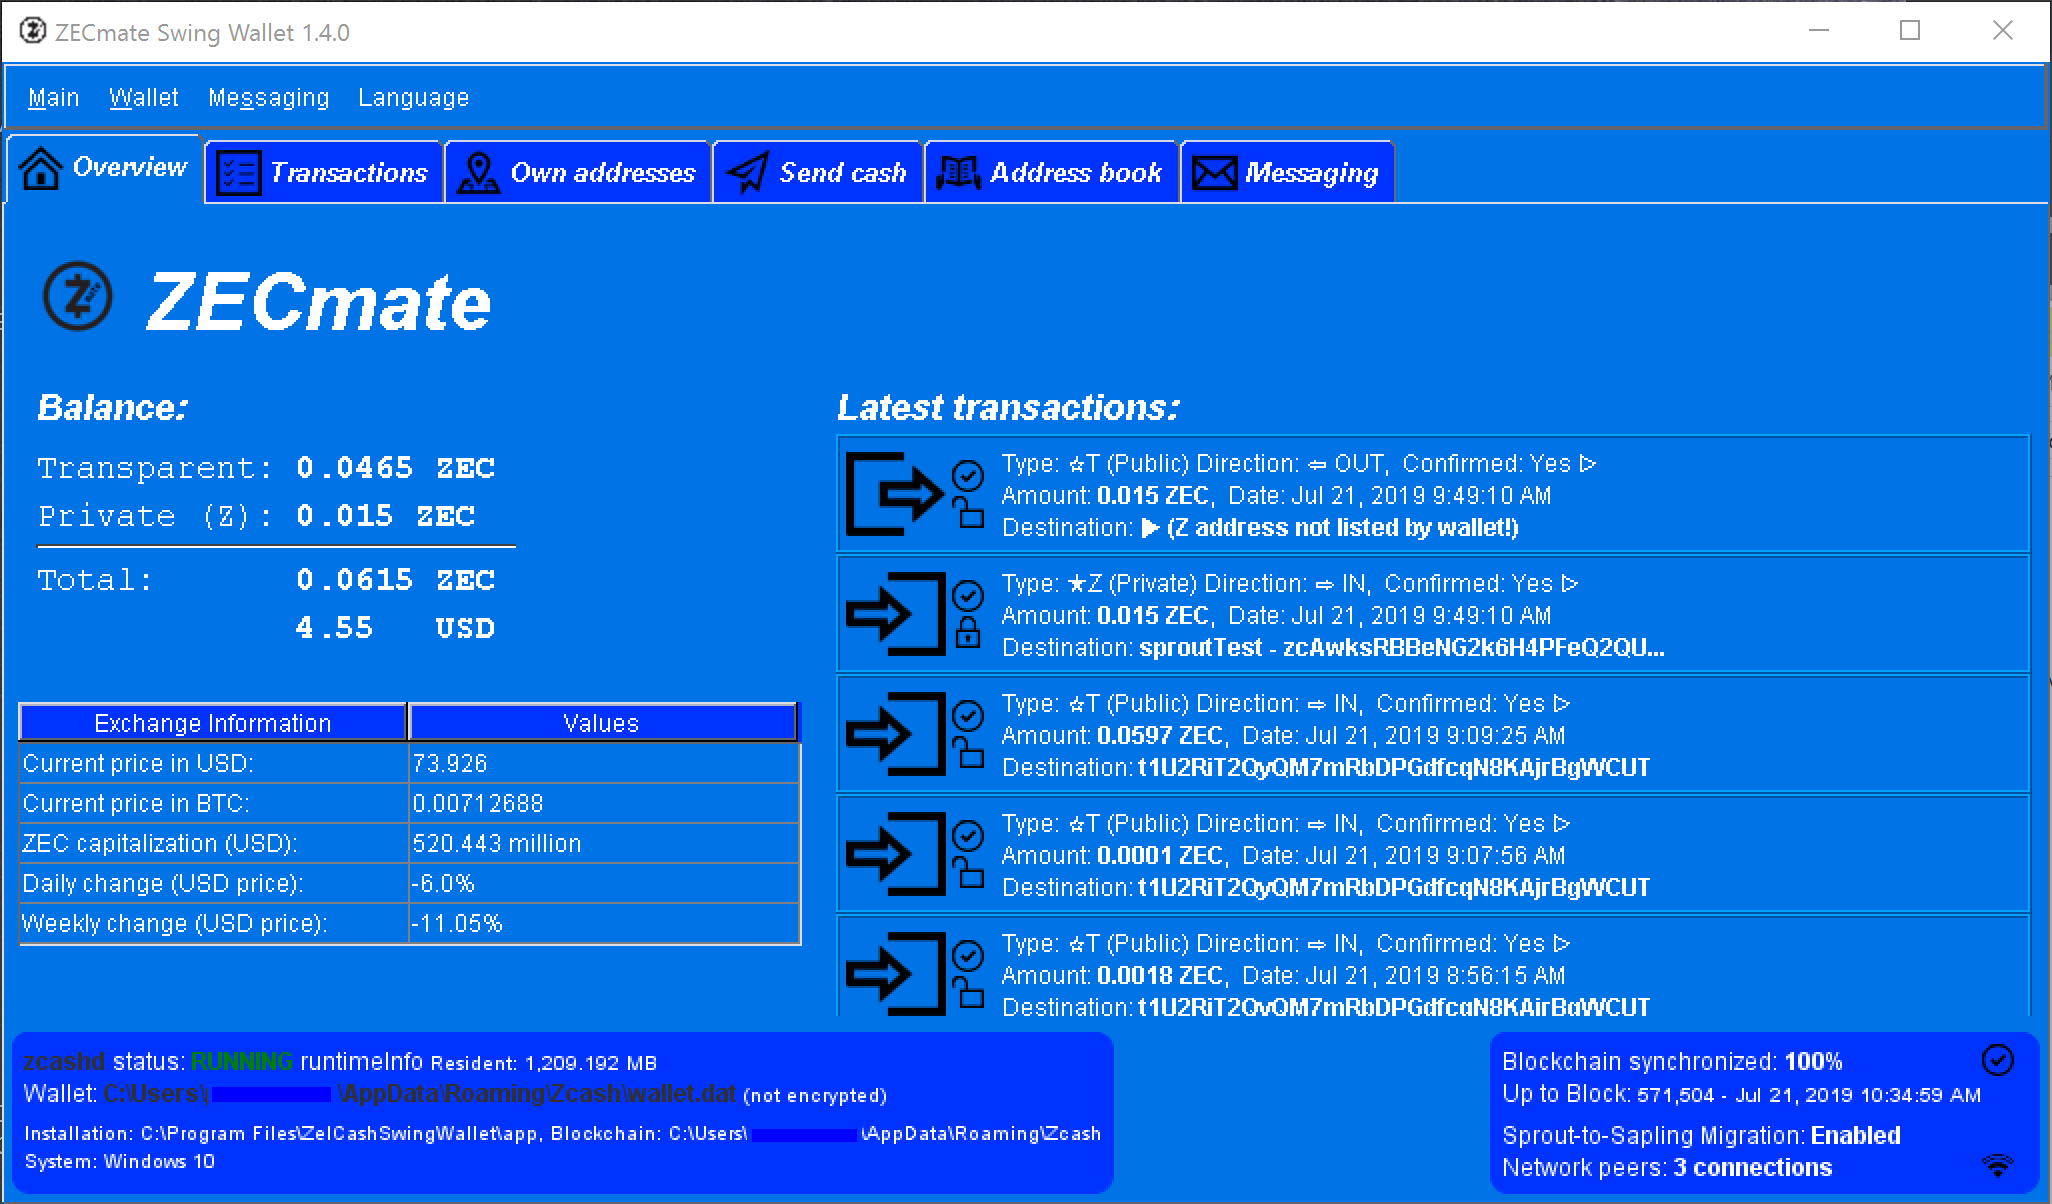 ZECmate Swing Wallet 1.4.0
Main Wallet Messaging Language
Overview Transactions Own addresses Send cash Address book Messaging
ZECmate
Balance:
Transparent: 0.0465 ZEC
Private (Z): 0.015 ZEC
Total: 0.0615 ZEC
4.55 USD
Exchange Information Values
Current price in USD: 73.926
Current price in BTC: 0.00712688
ZEC capitalization (USD): 520.443 million
Daily change (USD price): -6.0%
Weekly change (USD price): -11.05%
Latest transactions:
Type: ☆T (Public) Direction: ⇦ OUT, Confirmed: Yes ▷
Amount: 0.015 ZEC, Date: Jul 21, 2019 9:49:10 AM
Destination: ▶ (Z address not listed by wallet!)
Type: ★Z (Private) Direction: ⇨ IN, Confirmed: Yes ▷
Amount: 0.015 ZEC, Date: Jul 21, 2019 9:49:10 AM
Destination: sproutTest - zcAwksRBBeNG2k6H4PFeQ2QU...
Type: ☆T (Public) Direction: ⇨ IN, Confirmed: Yes ▷
Amount: 0.0597 ZEC, Date: Jul 21, 2019 9:09:25 AM
Destination: t1U2RiT2QyQM7mRbDPGdfcqN8KAjrBgWCUT
Type: ☆T (Public) Direction: ⇨ IN, Confirmed: Yes ▷
Amount: 0.0001 ZEC, Date: Jul 21, 2019 9:07:56 AM
Destination: t1U2RiT2QyQM7mRbDPGdfcqN8KAjrBgWCUT
Type: ☆T (Public) Direction: ⇨ IN, Confirmed: Yes ▷
Amount: 0.0018 ZEC, Date: Jul 21, 2019 8:56:15 AM
Destination: t1U2RiT2QyQM7mRbDPGdfcqN8KAjrBgWCUT
zcashd status: RUNNING runtimeInfo Resident: 1,209.192 MB
Wallet: C:\Users\ \AppData\Roaming\Zcash\wallet.dat (not encrypted)
Installation: C:\Program Files\ZelCashSwingWallet\app, Blockchain: C:\Users\ \AppData\Roaming\Zcash
System: Windows 10
Blockchain synchronized: 100%
Up to Block: 571,504 - Jul 21, 2019 10:34:59 AM
Sprout-to-Sapling Migration: Enabled
Network peers: 3 connections